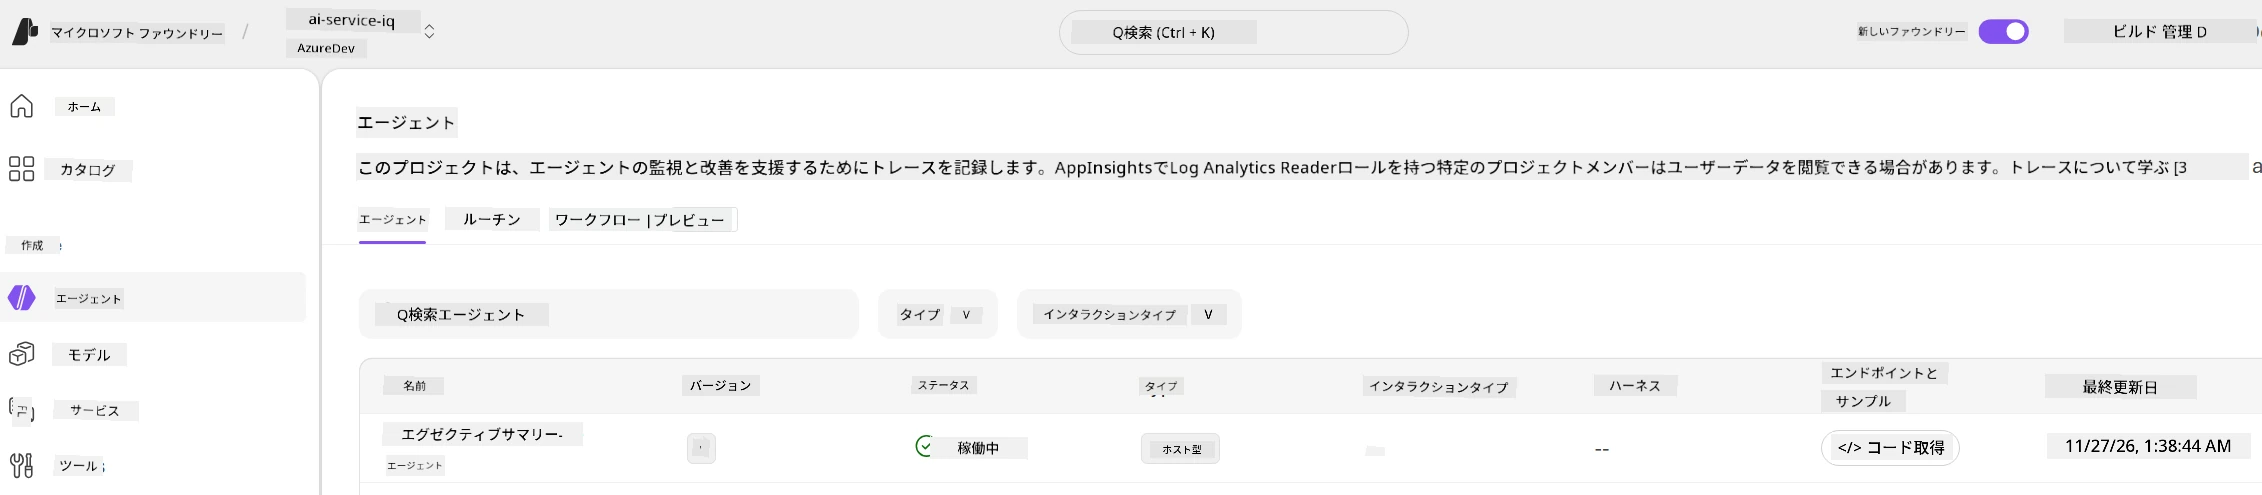 マイクロソフト ファウンドリー
/
ai-service-iq
AzureDev
Q検索 (Ctrl + K)
新しいファウンドリー
ビルド 管理 D
ホーム
カタログ
作成
エージェント
モデル
サービス
ツール
エージェント
このプロジェクトは、エージェントの監視と改善を支援するためにトレースを記録します。AppInsightsでLog Analytics Readerロールを持つ特定のプロジェクトメンバーはユーザーデータを閲覧できる場合があります。トレースについて学ぶ [3
エージェント ルーチン ワークフロー |プレビュー
Q検索エージェント
タイプ V
インタラクションタイプ V
名前 バージョン ステータス タイプ インタラクションタイプ ハーネス エンドポイントと
サンプル 最終更新日
エグゼクティブサマリー-
エージェント
稼働中 ホスト型 -- </> コード取得 11/27/26, 1:38:44 AM